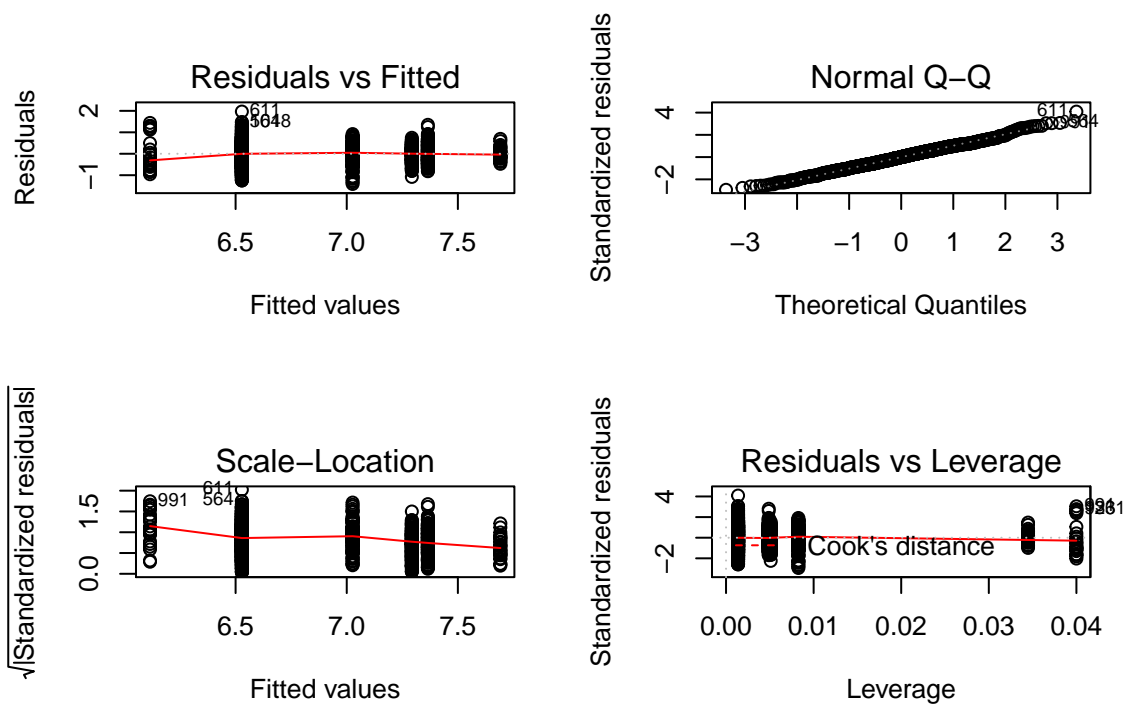 Residuals vs Fitted
Residuals
2
−1
611
6.5 7.0 7.5
Fitted values
Normal Q−Q
Standardized residuals
4
−2
611
−3 −1 0 1 2 3
Theoretical Quantiles
Scale−Location
√|Standardized residuals|
1.5
0.0
611
564
991
6.5 7.0 7.5
Fitted values
Residuals vs Leverage
Standardized residuals
4
−2
Cook's distance
0.00 0.01 0.02 0.03 0.04
Leverage